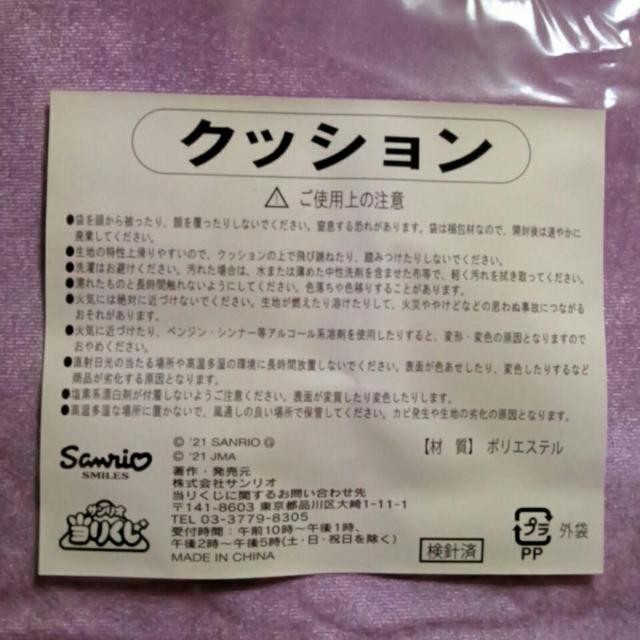 クッション
⚠ ご使用上の注意
●袋を頭から被ったり、顔を覆ったりしないでください。窒息する恐れがあります。袋は梱包材なので、開封後は速やかに
廃棄してください。
●生地の特性上滑りやすいので、クッションの上で飛び跳ねたり、踏みつけたりしないでください。
●洗濯はお避けください。汚れた場合は、水または薄めた中性洗剤を含ませた布等で、軽く汚れを拭き取ってください。
●濡れたものと長時間触れないようにしてください。色落ちや色移りすることがあります。
●火気には絶対に近づけないでください。生地が燃えたり溶けたりして、火災ややけどなどの思わぬ事故につながる
おそれがあります。
●火気に近づけたり、ベンジン・シンナー等アルコール系溶剤を使用したりすると、変形・変色の原因となりますので
おやめください。
●直射日光の当たる場所や高温多湿の環境に長時間放置しないでください。表面が色あせしたり、変色したりするなど
商品が劣化する原因となります。
●塩素系漂白剤が付着しないようご注意ください。表面が変質したり変色したりします。
●高温多湿な場所に置かないで、風通しの良い場所で保管してください。カビ発生や生地の劣化の原因となります。
Sanrio
SMILES
当りくじ
© '21 SANRIO G
© '21 JMA
著作・発売元
株式会社サンリオ
当りくじに関するお問い合わせ先
〒141-8603 東京都品川区大崎1-11-1
TEL 03-3779-8305
受付時間:午前10時～午後1時、
午後2時～午後5時(土・日・祝日を除く)
MADE IN CHINA
【材 質】ポリエステル
検針済
プラ
PP
外袋